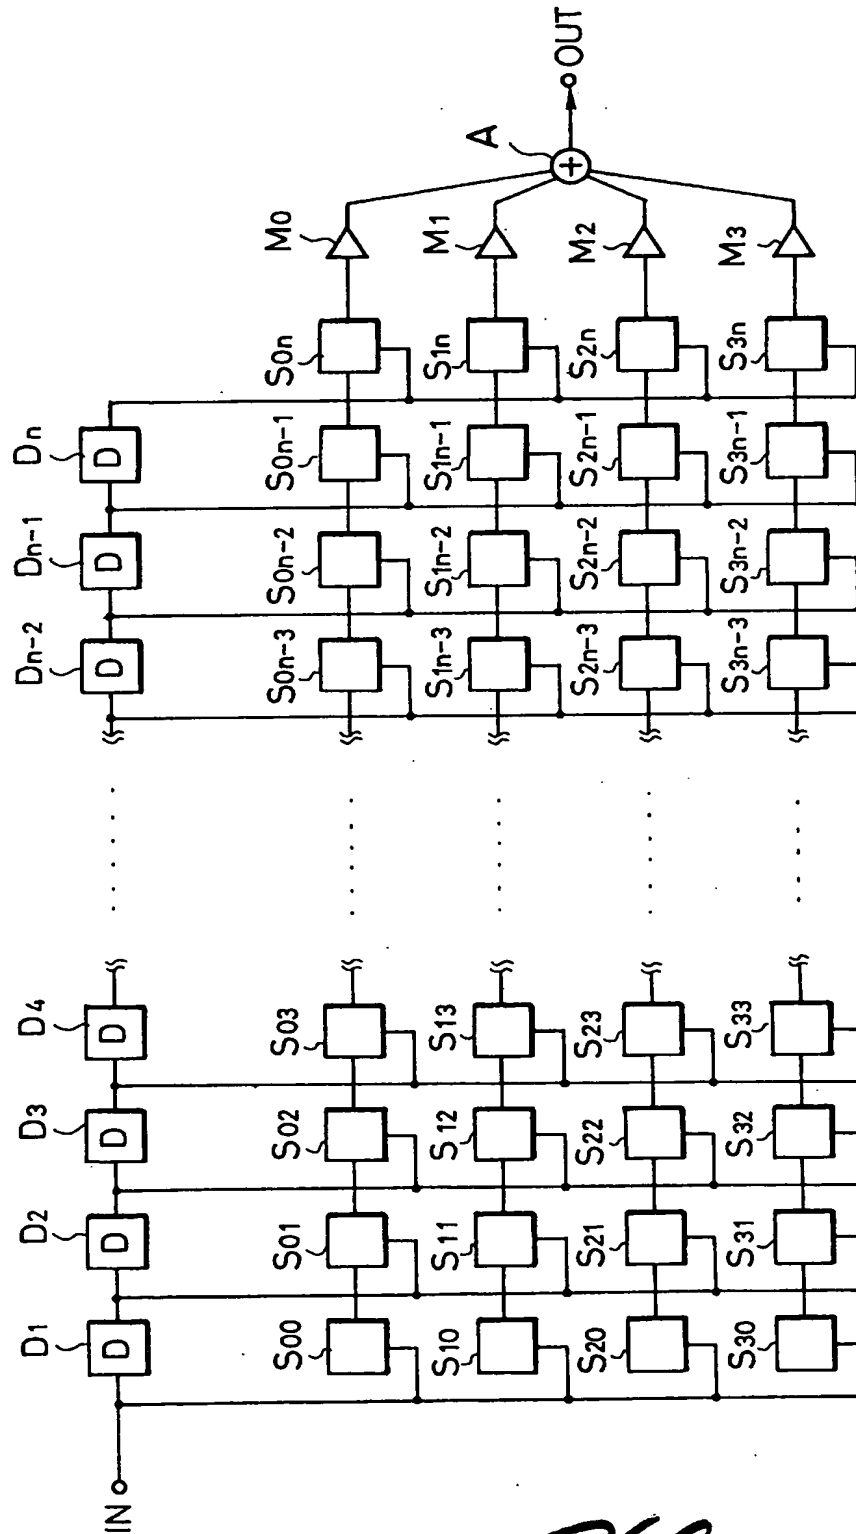 IN
D1 D2 D3 D4 Dn-2 Dn-1 Dn
D D D D D D D
S00 S01 S02 S03 S0n-3 S0n-2 S0n-1 S0n M0
S10 S11 S12 S13 S1n-3 S1n-2 S1n-1 S1n M1
A
+
OUT
S20 S21 S22 S23 S2n-3 S2n-2 S2n-1 S2n M2
S30 S31 S32 S33 S3n-3 S3n-2 S3n-1 S3n M3